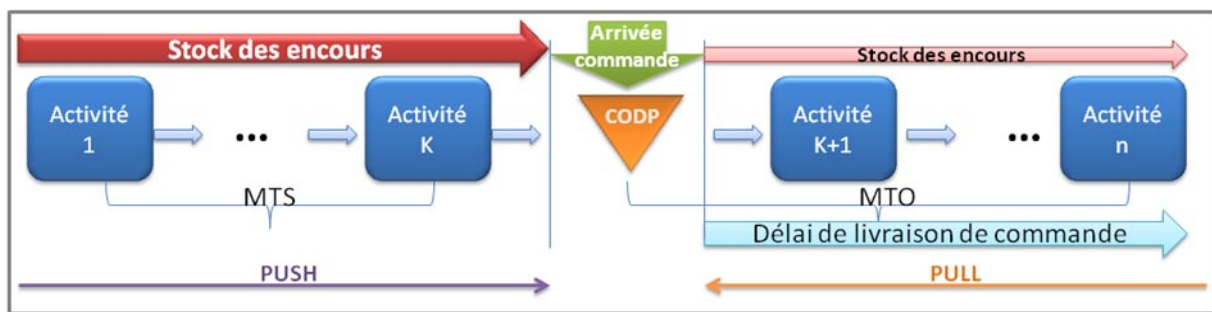 Stock des encours
Arrivée
commande
Stock des encours
Activité
1
...
Activité
K
CODP
Activité
K+1
...
Activité
n
MTS
MTO
Délai de livraison de commande
PUSH
PULL